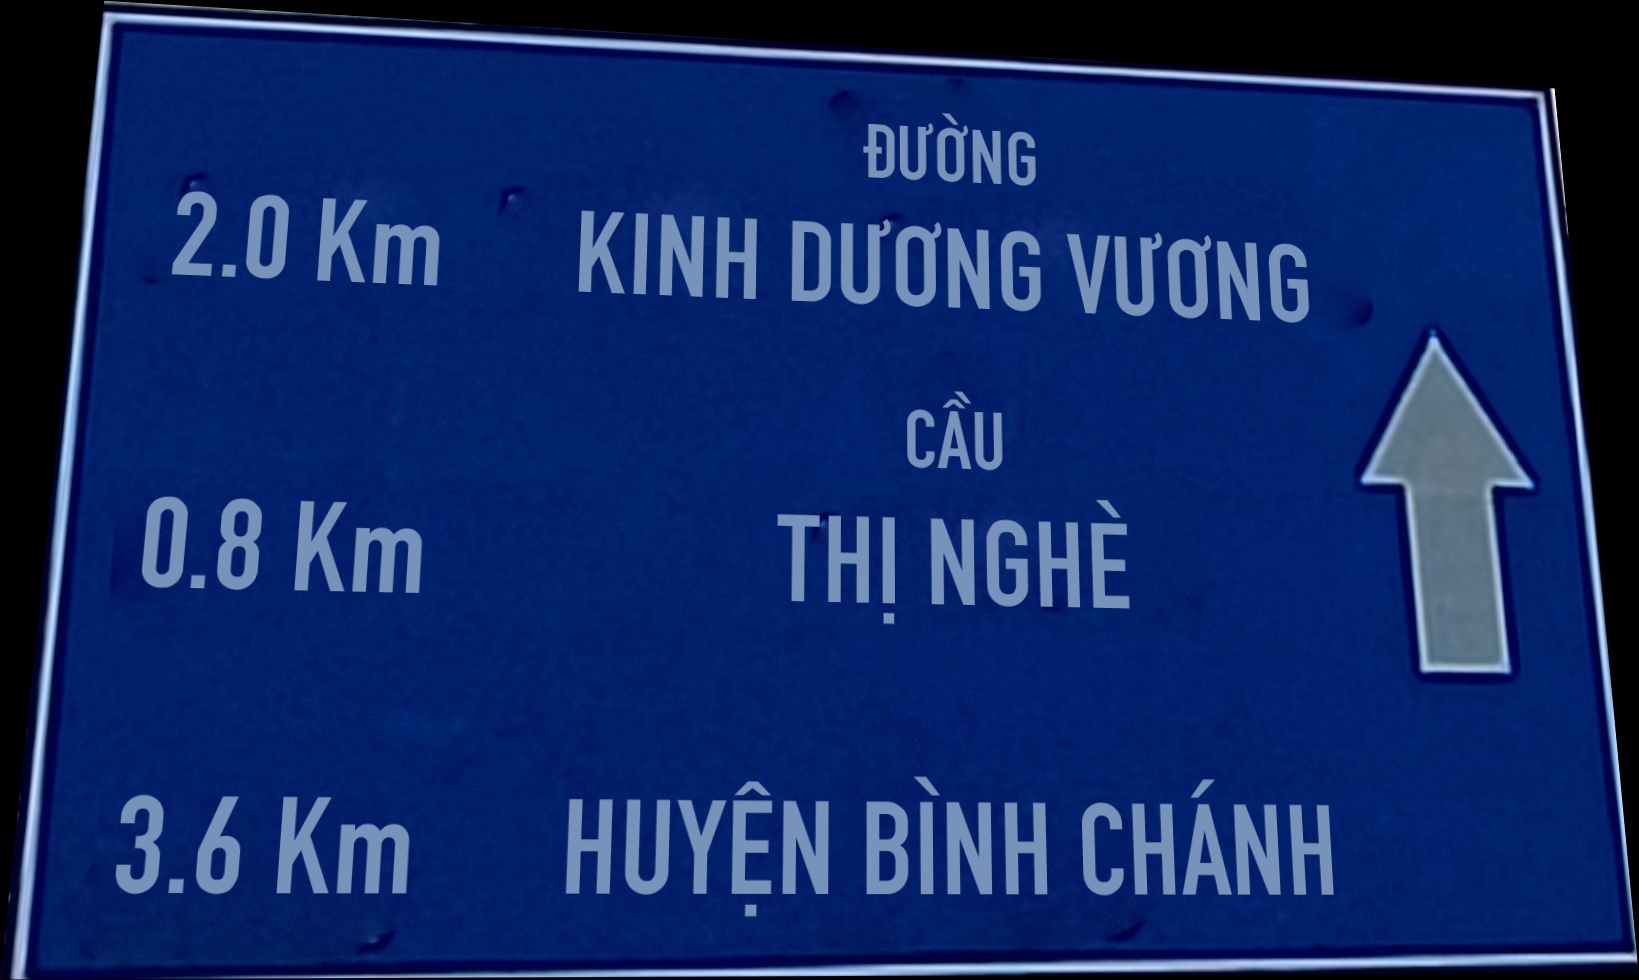 ĐƯỜNG
2.0 Km KINH DƯƠNG VƯƠNG
CẦU
0.8 Km THỊ NGHÈ
3.6 Km HUYỆN BÌNH CHÁNH